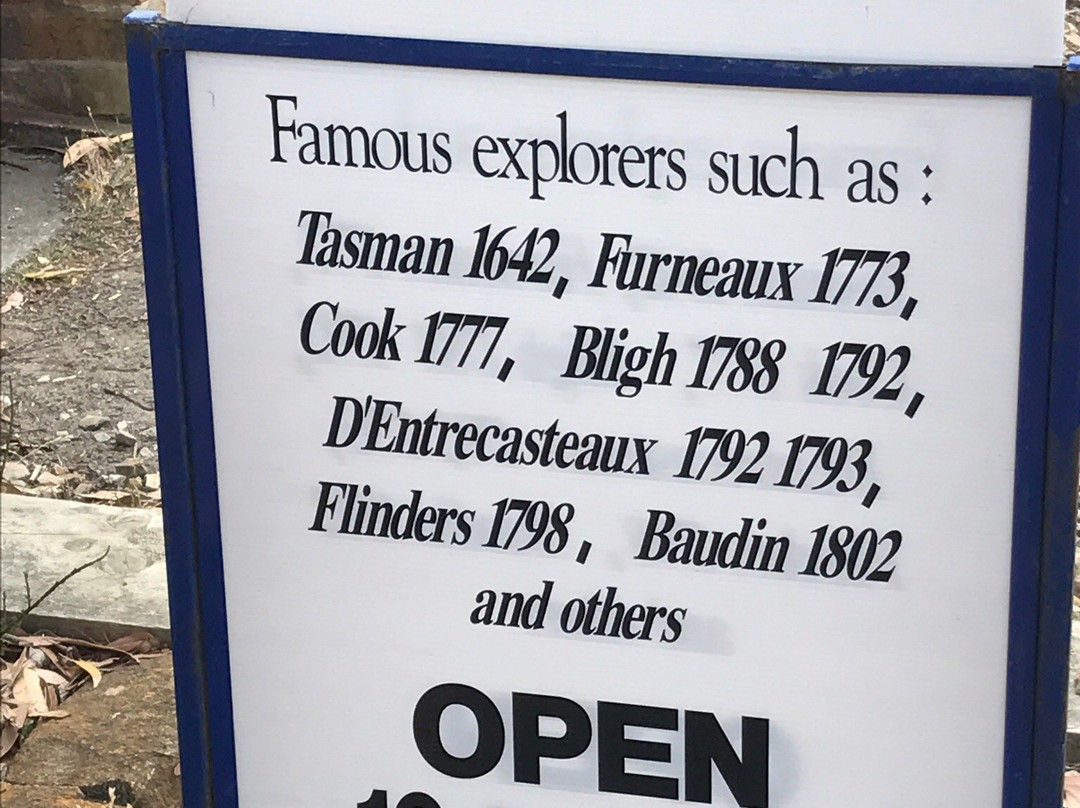 Famous explorers such as :
Tasman 1642, Furneaux 1773,
Cook 1777, Bligh 1788 1792,
D'Entrecasteaux 1792 1793,
Flinders 1798, Baudin 1802
and others
OPEN